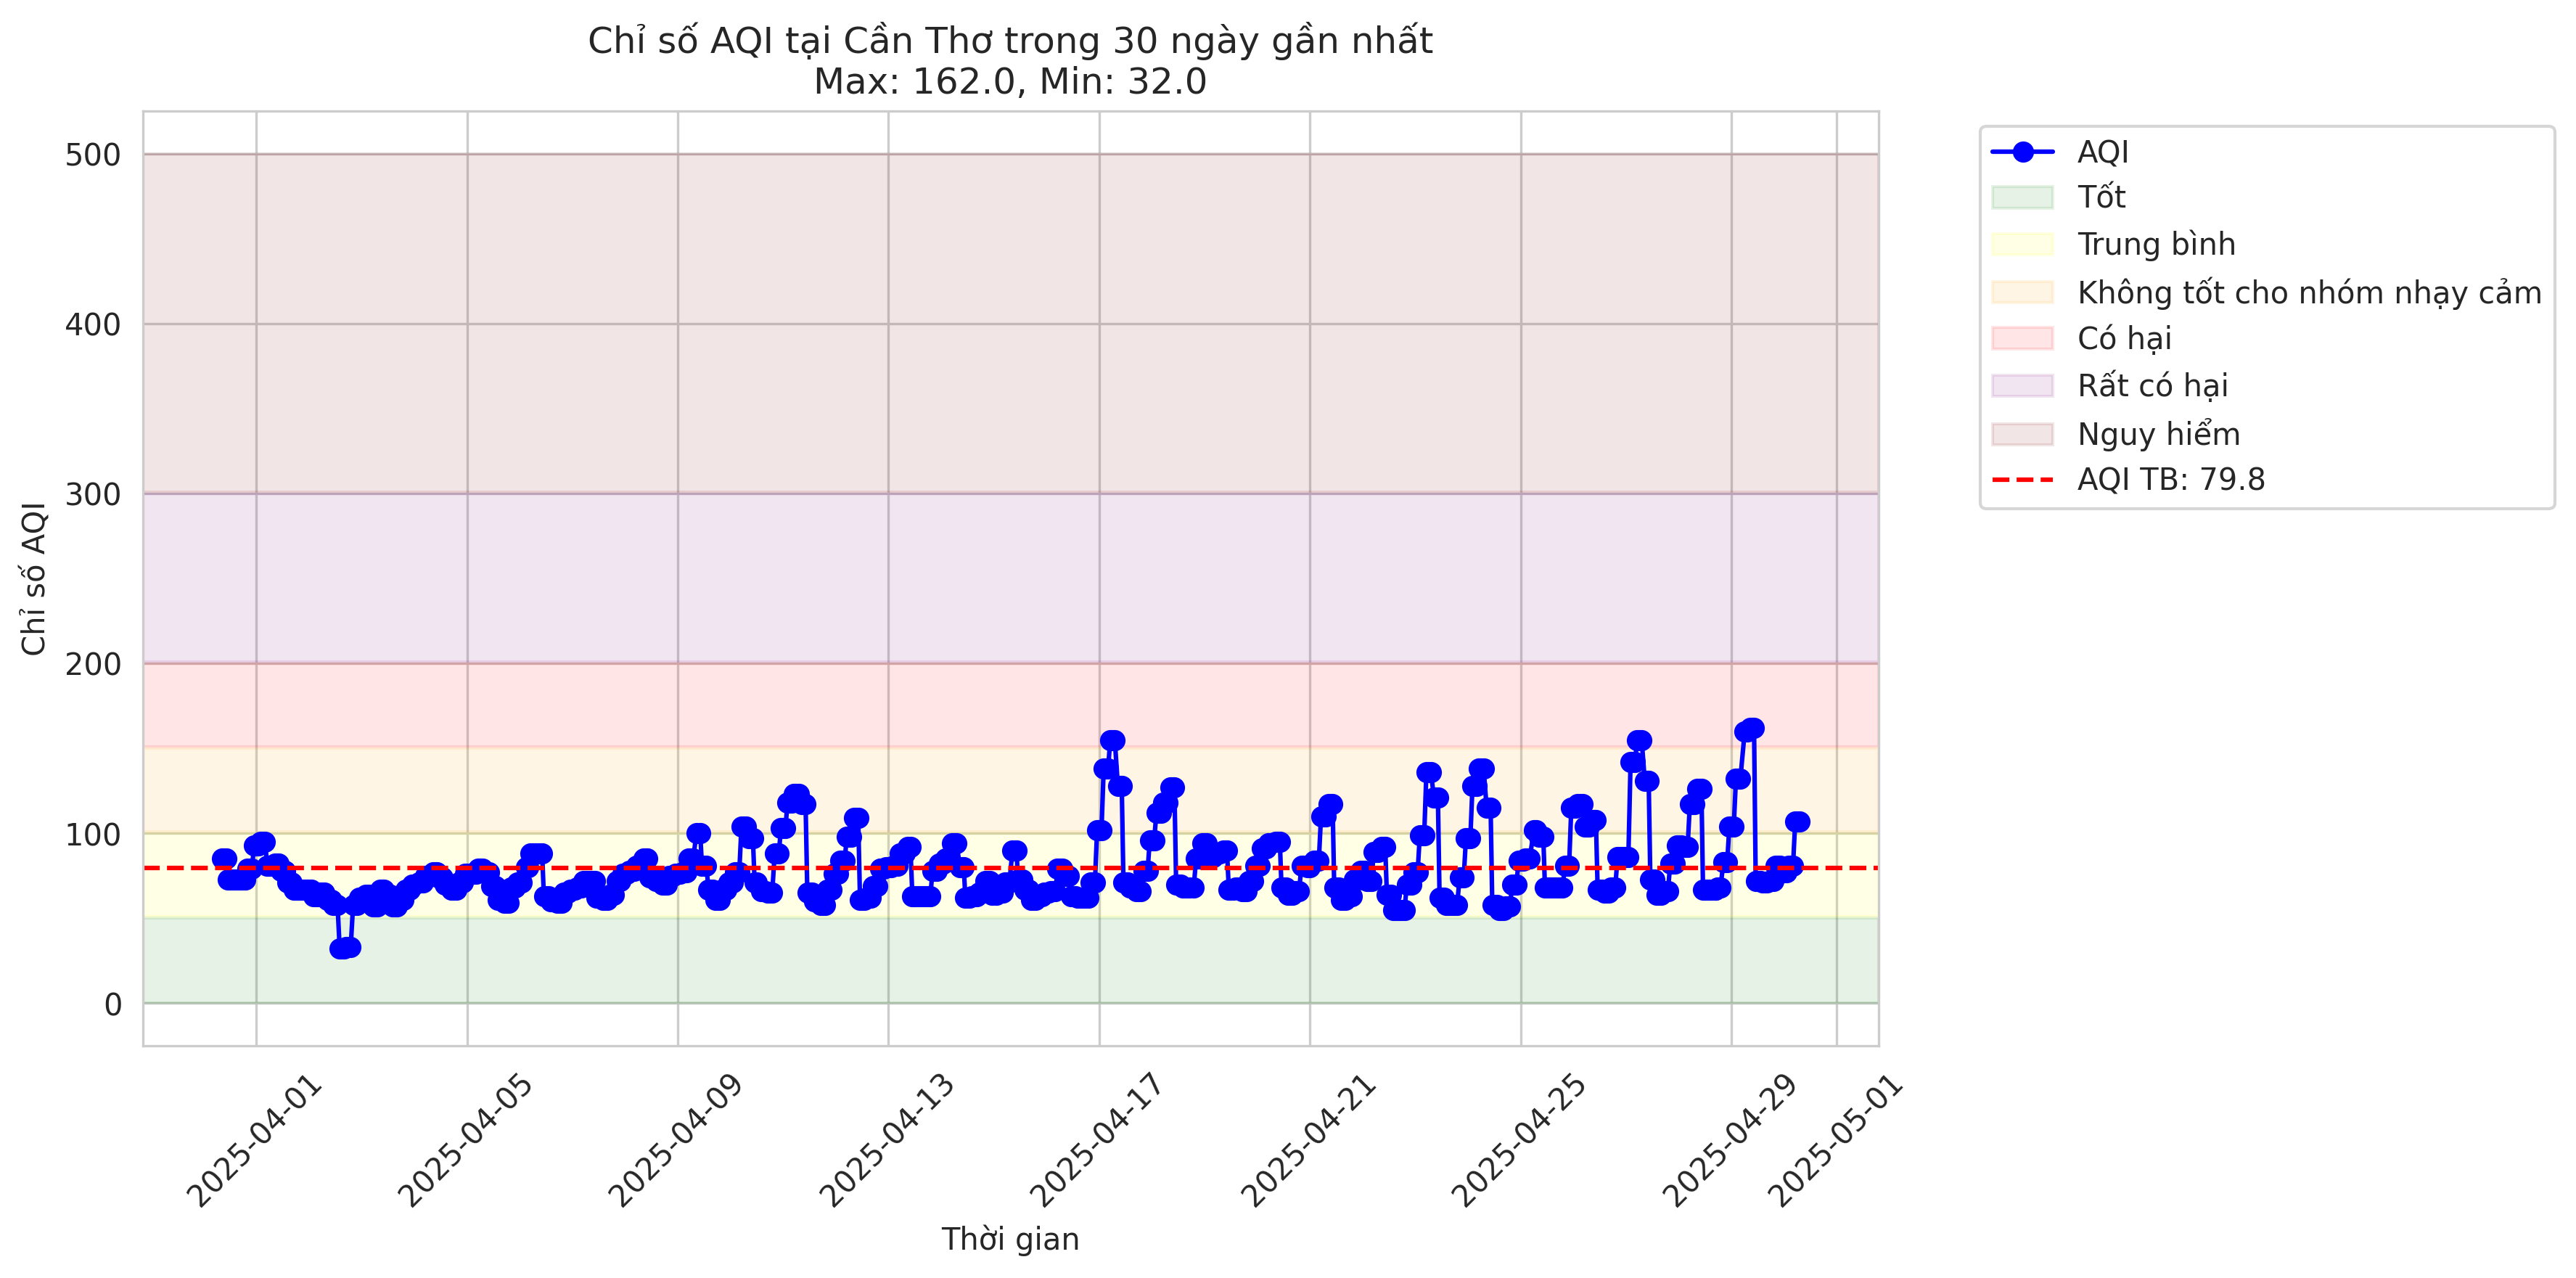 Chỉ số AQI tại Cần Thơ trong 30 ngày gần nhất
Max: 162.0, Min: 32.0
Chỉ số AQI
500
400
300
200
100
0
2025-04-01
2025-04-05
2025-04-09
2025-04-13
2025-04-17
2025-04-21
2025-04-25
2025-04-29
2025-05-01
Thời gian
AQI
Tốt
Trung bình
Không tốt cho nhóm nhạy cảm
Có hại
Rất có hại
Nguy hiểm
AQI TB: 79.8